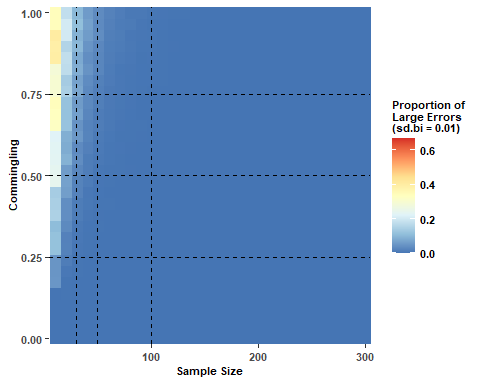 1.00
0.75
0.50
0.25
0.00
Commingling
100
200
300
Sample Size
Proportion of
Large Errors
(sd.bi = 0.01)
0.6
0.4
0.2
0.0